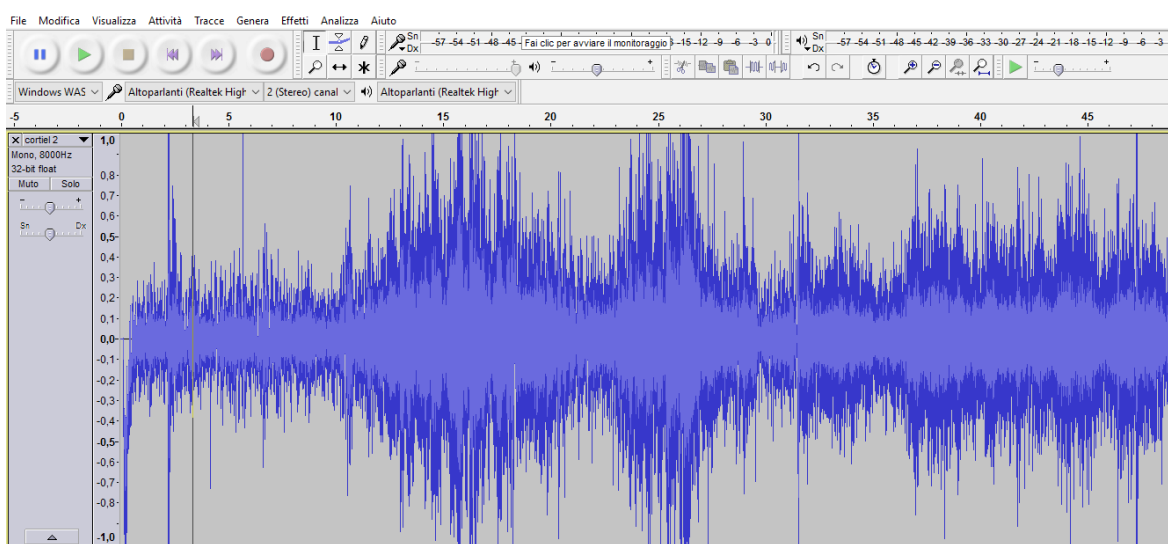 File Modifica Visualizza Attività Tracce Genera Effetti Analizza Aiuto
Sn Dx -57 -54 -51 -48 -45 Fai clic per avviare il monitoraggio -15 -12 -9 -6 -3 0 Sn Dx -57 -54 -51 -48 -45 -42 -39 -36 -33 -30 -27 -24 -21 -18 -15 -12 -9 -6 -3
Windows WAS Altoparlanti (Realtek High 2 (Stereo) canal Altoparlanti (Realtek High
-5 0 5 10 15 20 25 30 35 40 45
cortiel 2 1,0
Mono, 8000Hz
32-bit float
0,8
Muto Solo
0,7
- +
0,6
Sn Dx
0,5
0,4
0,3
0,2
0,1
0,0
-0,1
-0,2
-0,3
-0,4
-0,5
-0,6
-0,7
-0,8
-1,0